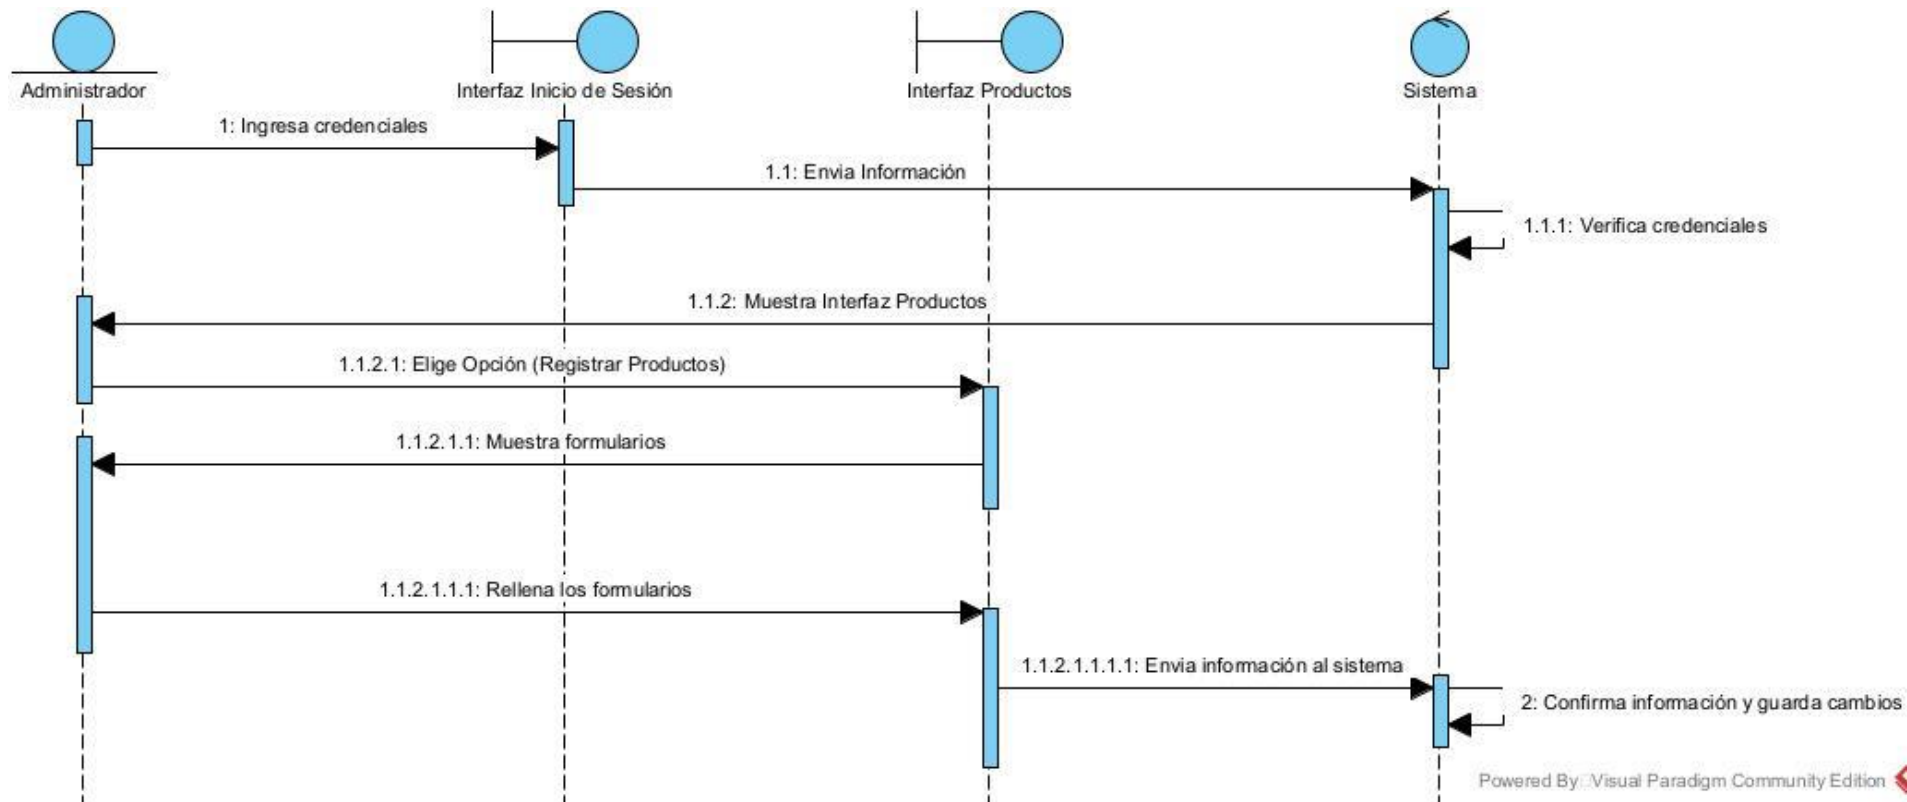 Administrador
Interfaz Inicio de Sesión
Interfaz Productos
Sistema
1: Ingresa credenciales
1.1: Envia Información
1.1.1: Verifica credenciales
1.1.2: Muestra Interfaz Productos
1.1.2.1: Elige Opción (Registrar Productos)
1.1.2.1.1: Muestra formularios
1.1.2.1.1.1: Rellena los formularios
1.1.2.1.1.1.1: Envia información al sistema
2: Confirma información y guarda cambios
Powered By Visual Paradigm Community Edition